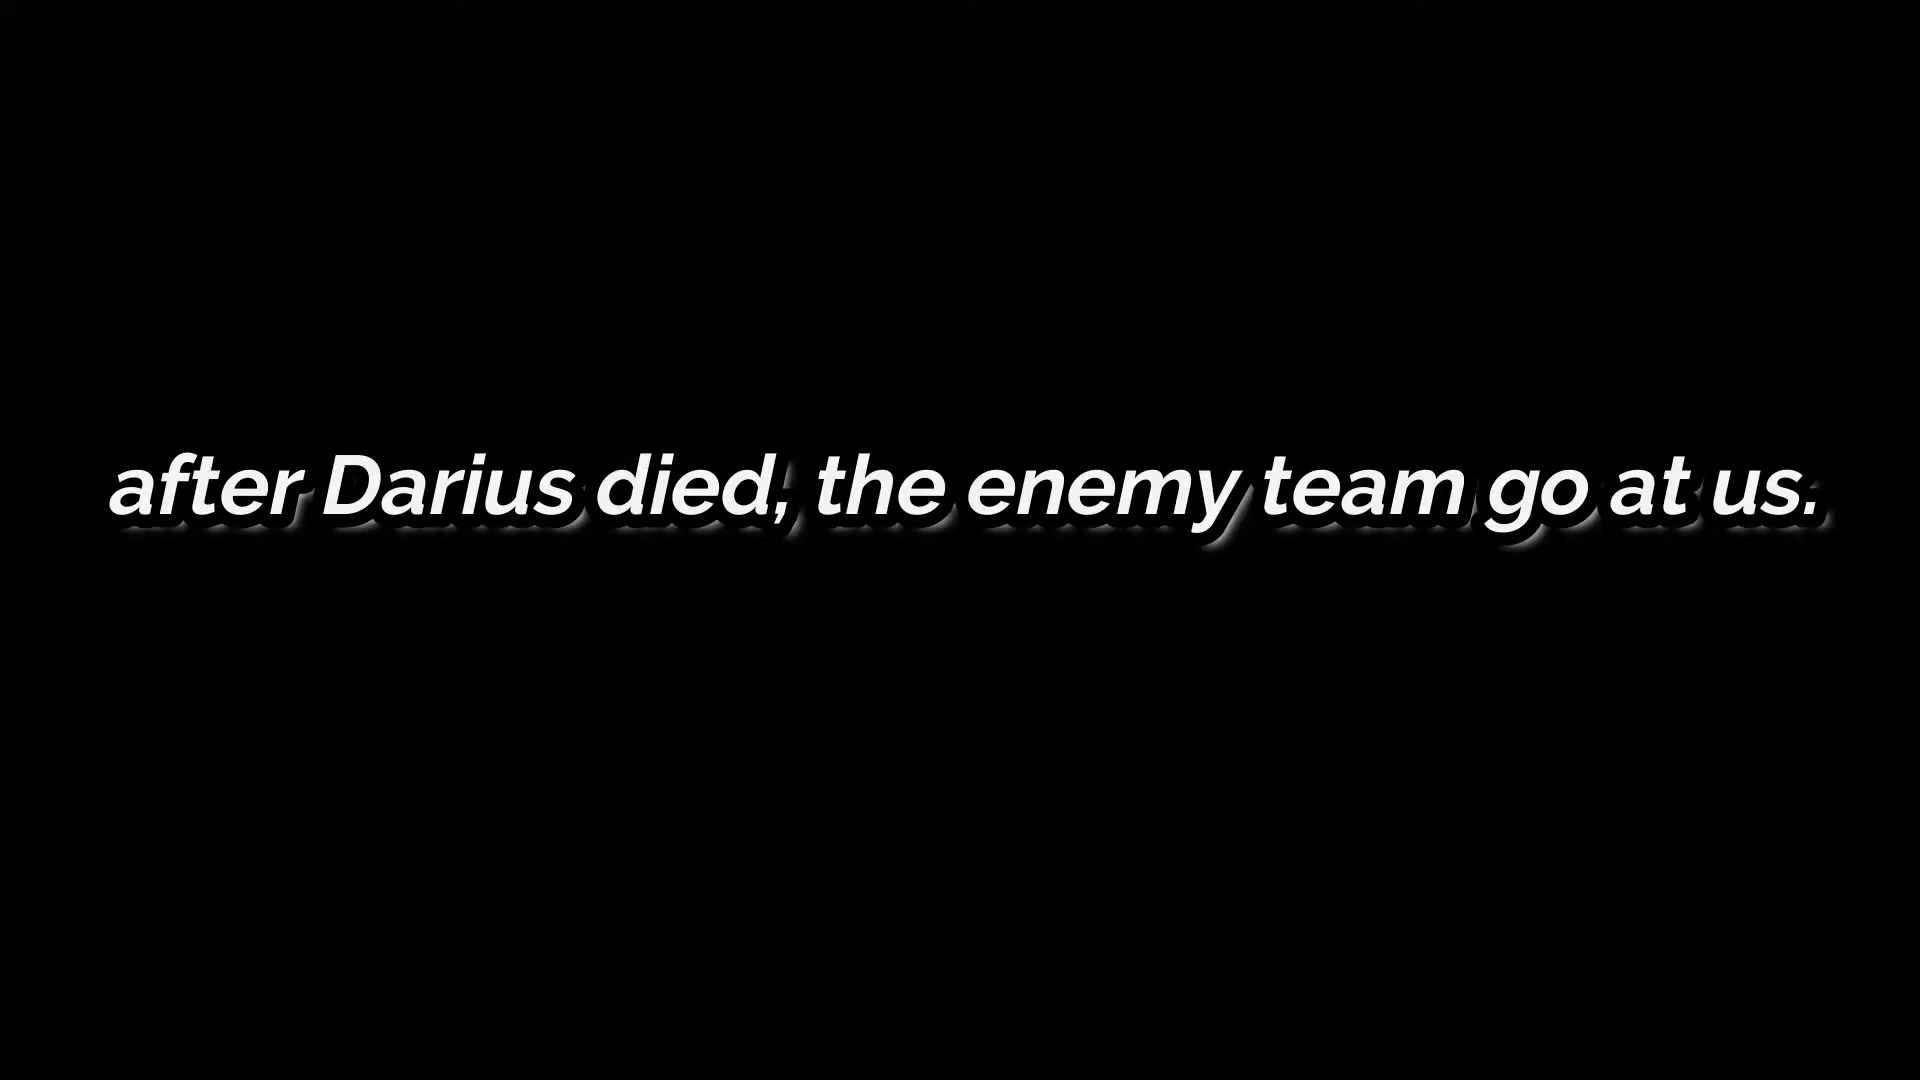 after Darius died, the enemy team go at us.